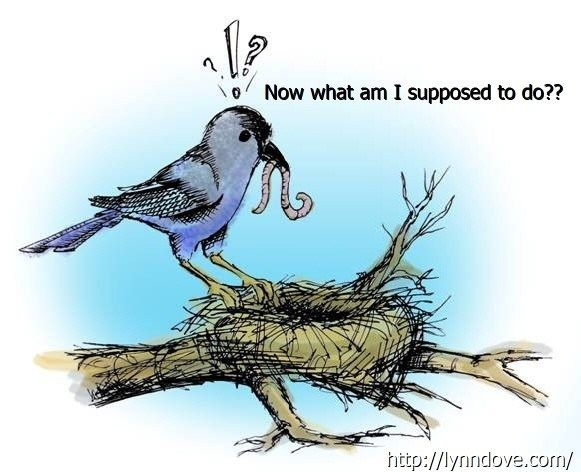 ?!?
Now what am I supposed to do??
http://lynndove.com/